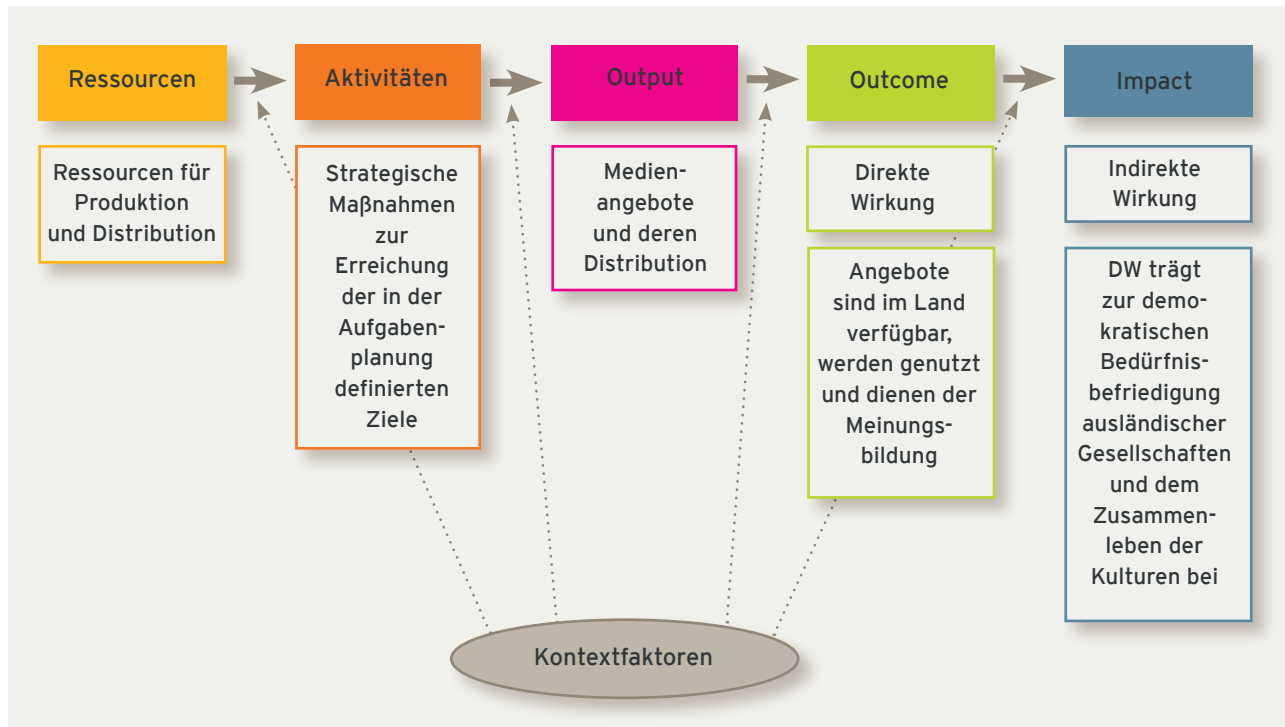 Ressourcen
Aktivitäten
Output
Outcome
Impact
Ressourcen für
Produktion
und Distribution
Strategische
Maßnahmen
zur
Erreichung
der in der
Aufgaben-
planung
definierten
Ziele
Medien-
angebote
und deren
Distribution
Direkte
Wirkung
Angebote
sind im Land
verfügbar,
werden genutzt
und dienen der
Meinungs-
bildung
Indirekte
Wirkung
DW trägt
zur demo-
kratischen
Bedürfnis-
befriedigung
ausländischer
Gesellschaften
und dem
Zusammen-
leben der
Kulturen bei
Kontextfaktoren